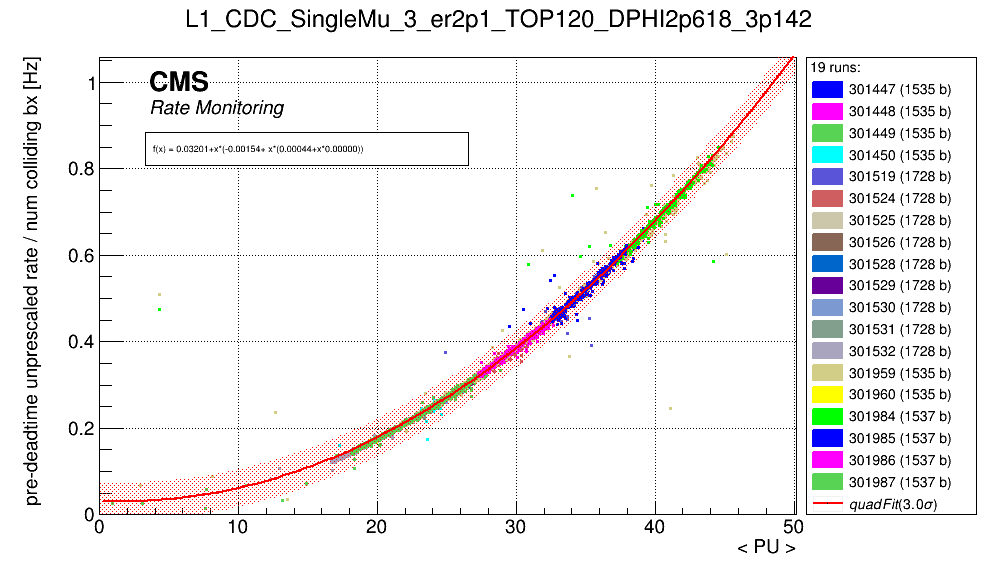 L1_CDC_SingleMu_3_er2p1_TOP120_DPHI2p618_3p142
pre-deadtime unprescaled rate / num colliding bx [Hz]
CMS
Rate Monitoring
f(x) = 0.03201+x*(-0.00154+ x*(0.00044+x*0.00000))
1
0.8
0.6
0.4
0.2
0
0 10 20 30 40 50
< PU >
19 runs:
301447 (1535 b)
301448 (1535 b)
301449 (1535 b)
301450 (1535 b)
301519 (1728 b)
301524 (1728 b)
301525 (1728 b)
301526 (1728 b)
301528 (1728 b)
301529 (1728 b)
301530 (1728 b)
301531 (1728 b)
301532 (1728 b)
301959 (1535 b)
301960 (1535 b)
301984 (1537 b)
301985 (1537 b)
301986 (1537 b)
301987 (1537 b)
quadFit(3.0σ)